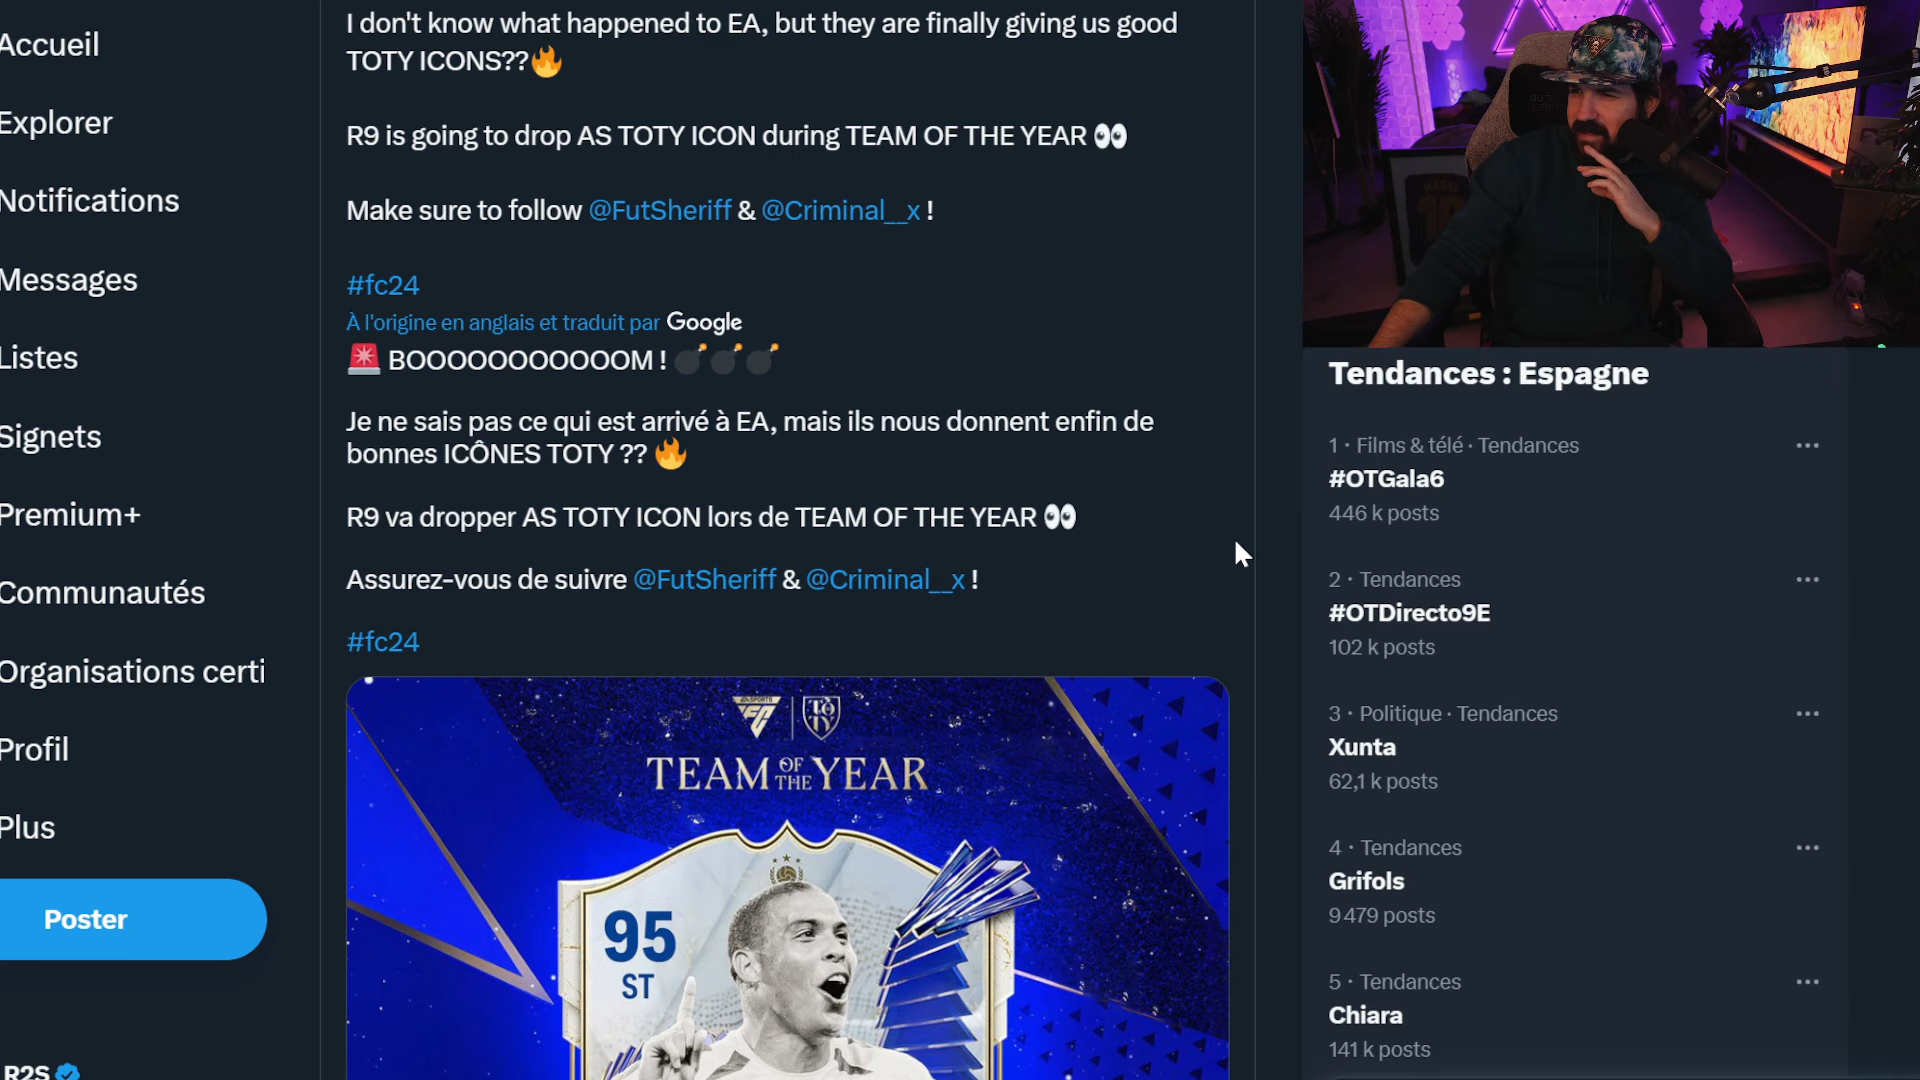 Accueil
Explorer
Notifications
Messages
Listes
Signets
Premium+
Communautés
Organisations certi
Profil
Plus
Poster
R2S
I don't know what happened to EA, but they are finally giving us good
TOTY ICONS??🔥
R9 is going to drop AS TOTY ICON during TEAM OF THE YEAR 👀
Make sure to follow @FutSheriff & @Criminal__x !
#fc24
À l'origine en anglais et traduit par Google
🚨 BOOOOOOOOOOOM ! 💣💣💣
Je ne sais pas ce qui est arrivé à EA, mais ils nous donnent enfin de
bonnes ICÔNES TOTY ?? 🔥
R9 va dropper AS TOTY ICON lors de TEAM OF THE YEAR 👀
Assurez-vous de suivre @FutSheriff & @Criminal__x !
#fc24
EA SPORTS FC
TOTY
TEAM OF THE YEAR
95
ST
Tendances : Espagne
1 · Films & télé · Tendances
#OTGala6
446 k posts
2 · Tendances
#OTDirecto9E
102 k posts
3 · Politique · Tendances
Xunta
62,1 k posts
4 · Tendances
Grifols
9 479 posts
5 · Tendances
Chiara
141 k posts